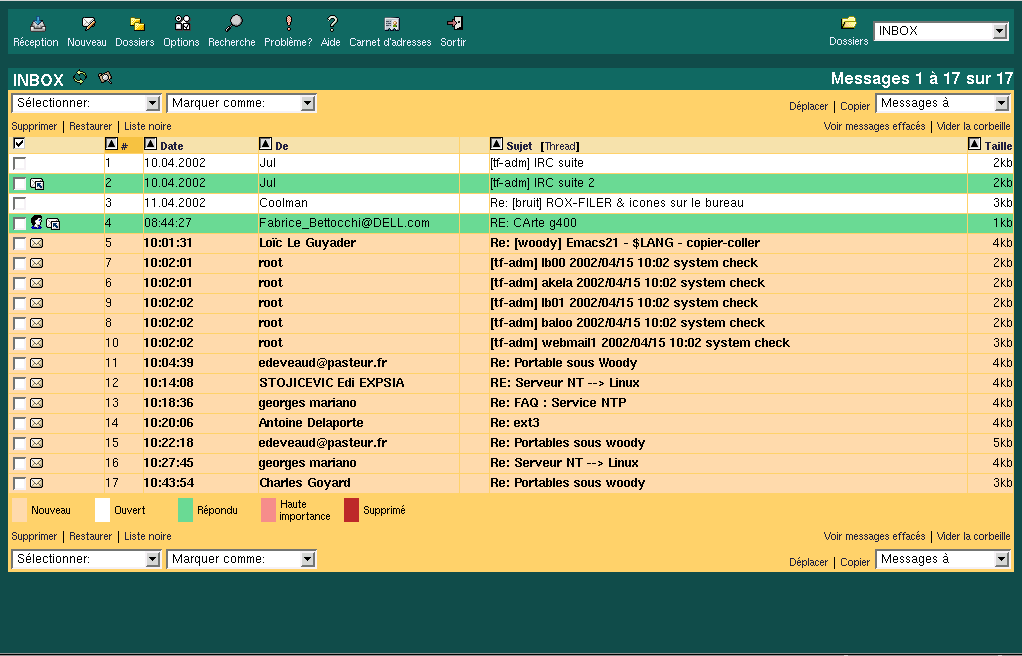 Réception Nouveau Dossiers Options Recherche Problème? Aide Carnet d'adresses Sortir Dossiers INBOX
INBOX Messages 1 à 17 sur 17
Sélectionner: Marquer comme: Déplacer | Copier Messages à
Supprimer | Restaurer | Liste noire Voir messages effacés | Vider la corbeille
# Date De Sujet [Thread] Taille
1 10.04.2002 Jul [tf-adm] IRC suite 2kb
2 10.04.2002 Jul [tf-adm] IRC suite 2 2kb
3 11.04.2002 Coolman Re: [bruit] ROX-FILER & icones sur le bureau 3kb
4 08:44:27 Fabrice_Bettocchi@DELL.com RE: CArte g400 1kb
5 10:01:31 Loïc Le Guyader Re: [woody] Emacs21 - $LANG - copier-coller 4kb
7 10:02:01 root [tf-adm] lb00 2002/04/15 10:02 system check 2kb
6 10:02:01 root [tf-adm] akela 2002/04/15 10:02 system check 2kb
9 10:02:02 root [tf-adm] lb01 2002/04/15 10:02 system check 2kb
8 10:02:02 root [tf-adm] baloo 2002/04/15 10:02 system check 2kb
10 10:02:02 root [tf-adm] webmail1 2002/04/15 10:02 system check 3kb
11 10:04:39 edeveaud@pasteur.fr Re: Portable sous Woody 4kb
12 10:14:08 STOJICEVIC Edi EXPSIA RE: Serveur NT --> Linux 4kb
13 10:18:36 georges mariano Re: FAQ : Service NTP 4kb
14 10:20:06 Antoine Delaporte Re: ext3 4kb
15 10:22:18 edeveaud@pasteur.fr Re: Portables sous woody 5kb
16 10:27:45 georges mariano Re: Serveur NT --> Linux 4kb
17 10:43:54 Charles Goyard Re: Portables sous woody 3kb
Nouveau Ouvert Répondu Haute importance Supprimé
Supprimer | Restaurer | Liste noire Voir messages effacés | Vider la corbeille
Sélectionner: Marquer comme: Déplacer | Copier Messages à